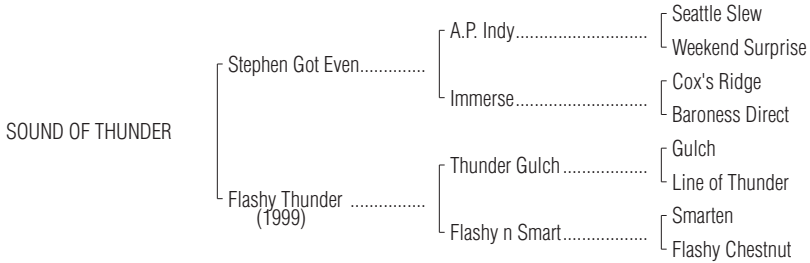 Seattle Slew
A.P. Indy..............................
Weekend Surprise
Stephen Got Even...............
Cox's Ridge
Immerse..............................
Baroness Direct
SOUND OF THUNDER
Gulch
Thunder Gulch ....................
Line of Thunder
Flashy Thunder .................
(1999)
Smarten
Flashy n Smart....................
Flashy Chestnut